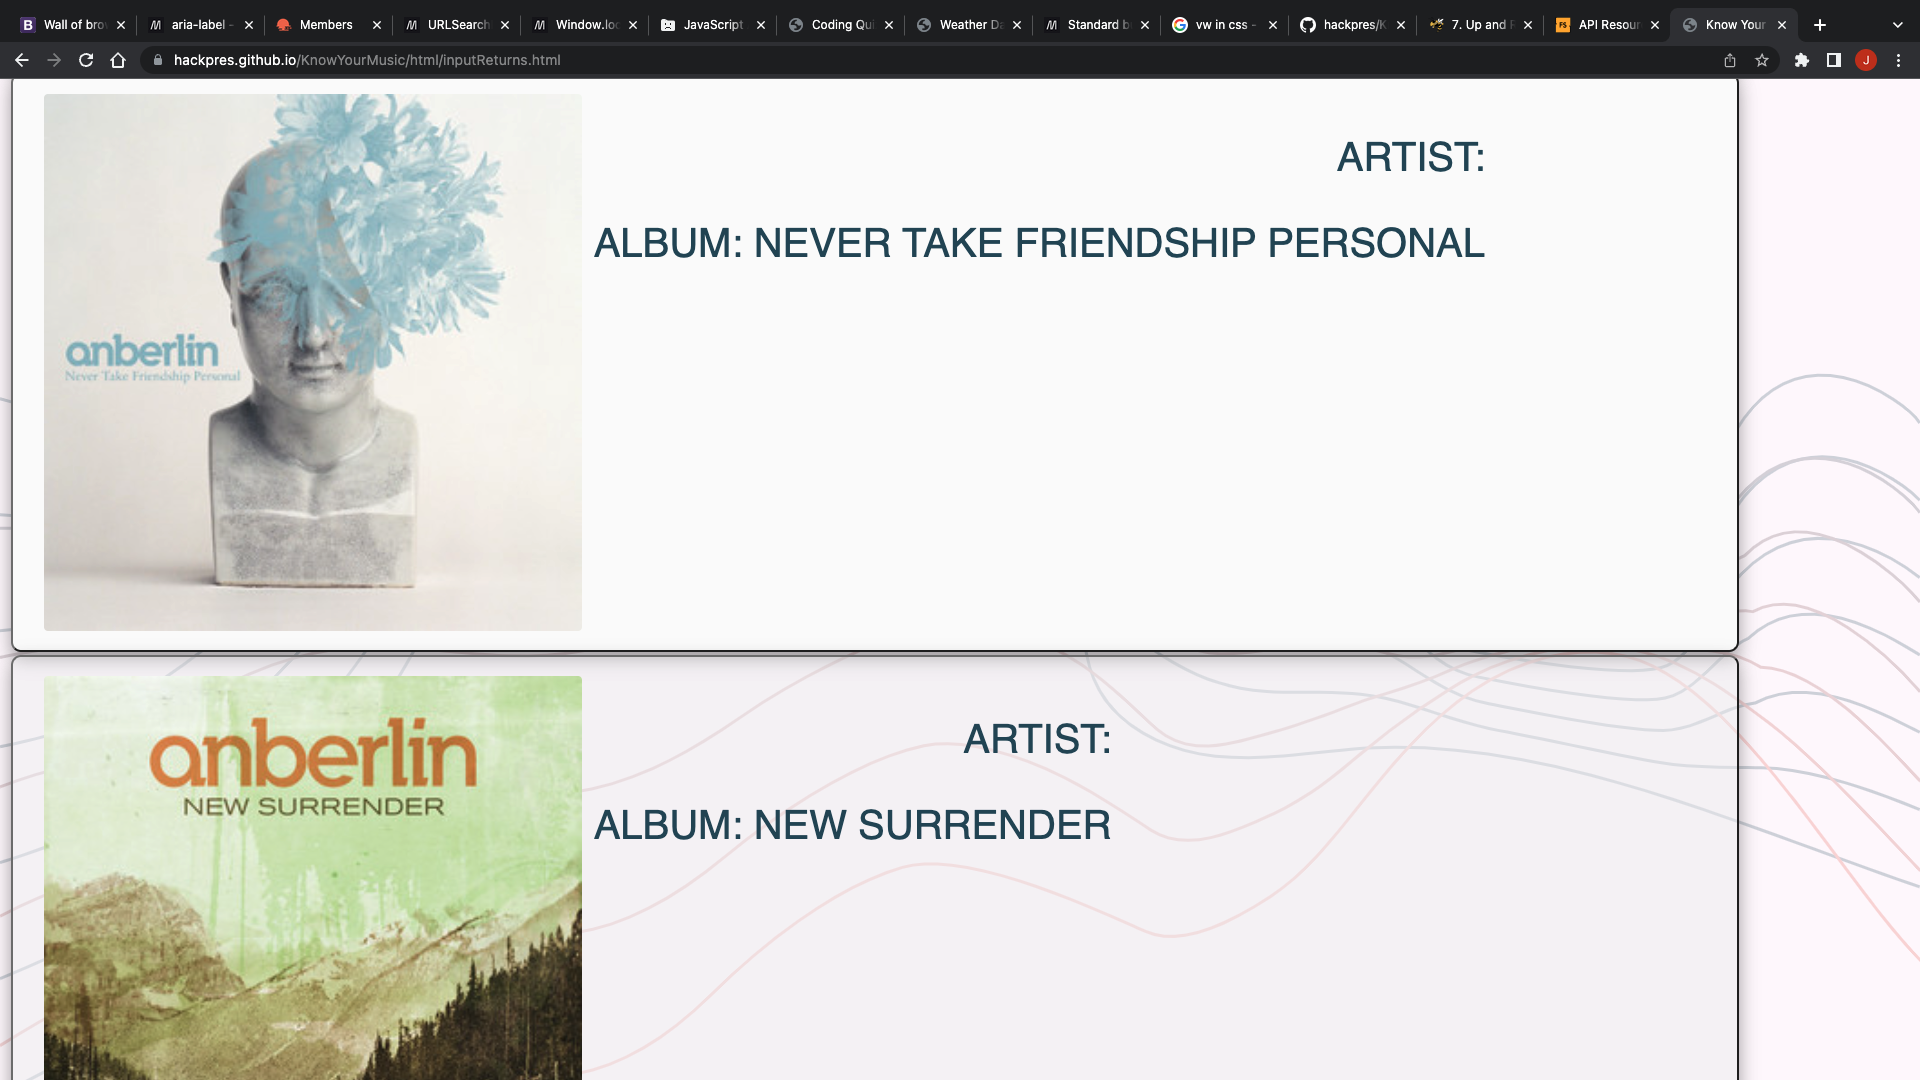 Wall of bro
aria-label -
Members
URLSearch
Window.lo
JavaScript
Coding Qu
Weather D
Standard b
vw in css -
hackpres/K
7. Up and
API Resour
Know Your
hackpres.github.io/KnowYourMusic/html/inputReturns.html
J
ARTIST:
ALBUM: NEVER TAKE FRIENDSHIP PERSONAL
anberlin
Never Take Friendship Personal
ARTIST:
ALBUM: NEW SURRENDER
anberlin
NEW SURRENDER